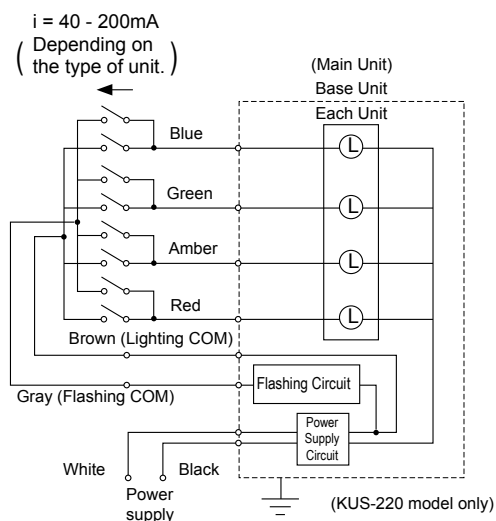 i = 40 - 200mA
( Depending on
the type of unit. )
(Main Unit)
Base Unit
Each Unit
Blue
L
Green
L
Amber
L
Red
L
Brown (Lighting COM)
Flashing Circuit
Gray (Flashing COM)
Power
Supply
Circuit
White
Black
Power
supply
(KUS-220 model only)